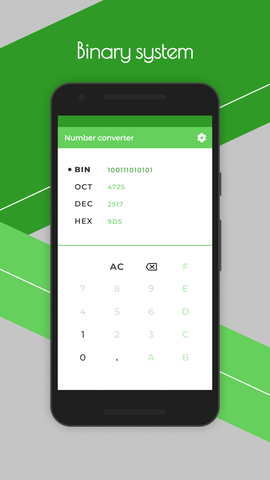 Binary system
Number converter
BIN 100111010101
OCT 4725
DEC 2517
HEX 9D5
AC F
7 8 9 E
4 5 6 D
1 2 3 C
0 . A B